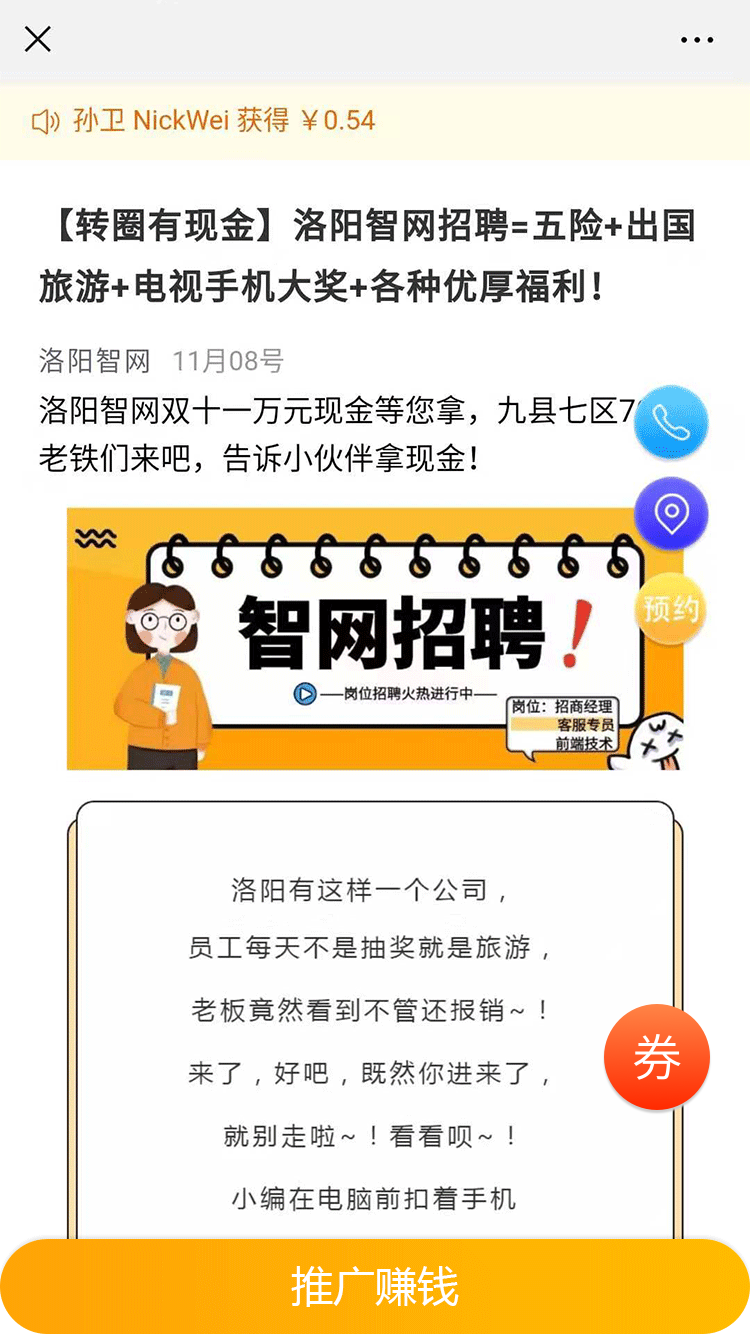 孙卫 NickWei 获得 ￥0.54
【转圈有现金】洛阳智网招聘=五险+出国
旅游+电视手机大奖+各种优厚福利！
洛阳智网 11月08号
洛阳智网双十一万元现金等您拿，九县七区7
老铁们来吧，告诉小伙伴拿现金！
预约
智网招聘！
——岗位招聘火热进行中——
岗位：招商经理
客服专员
前端技术
洛阳有这样一个公司，
员工每天不是抽奖就是旅游，
老板竟然看到不管还报销~！
来了，好吧，既然你进来了，
券
就别走啦~！看看呗~！
小编在电脑前扣着手机
推广赚钱